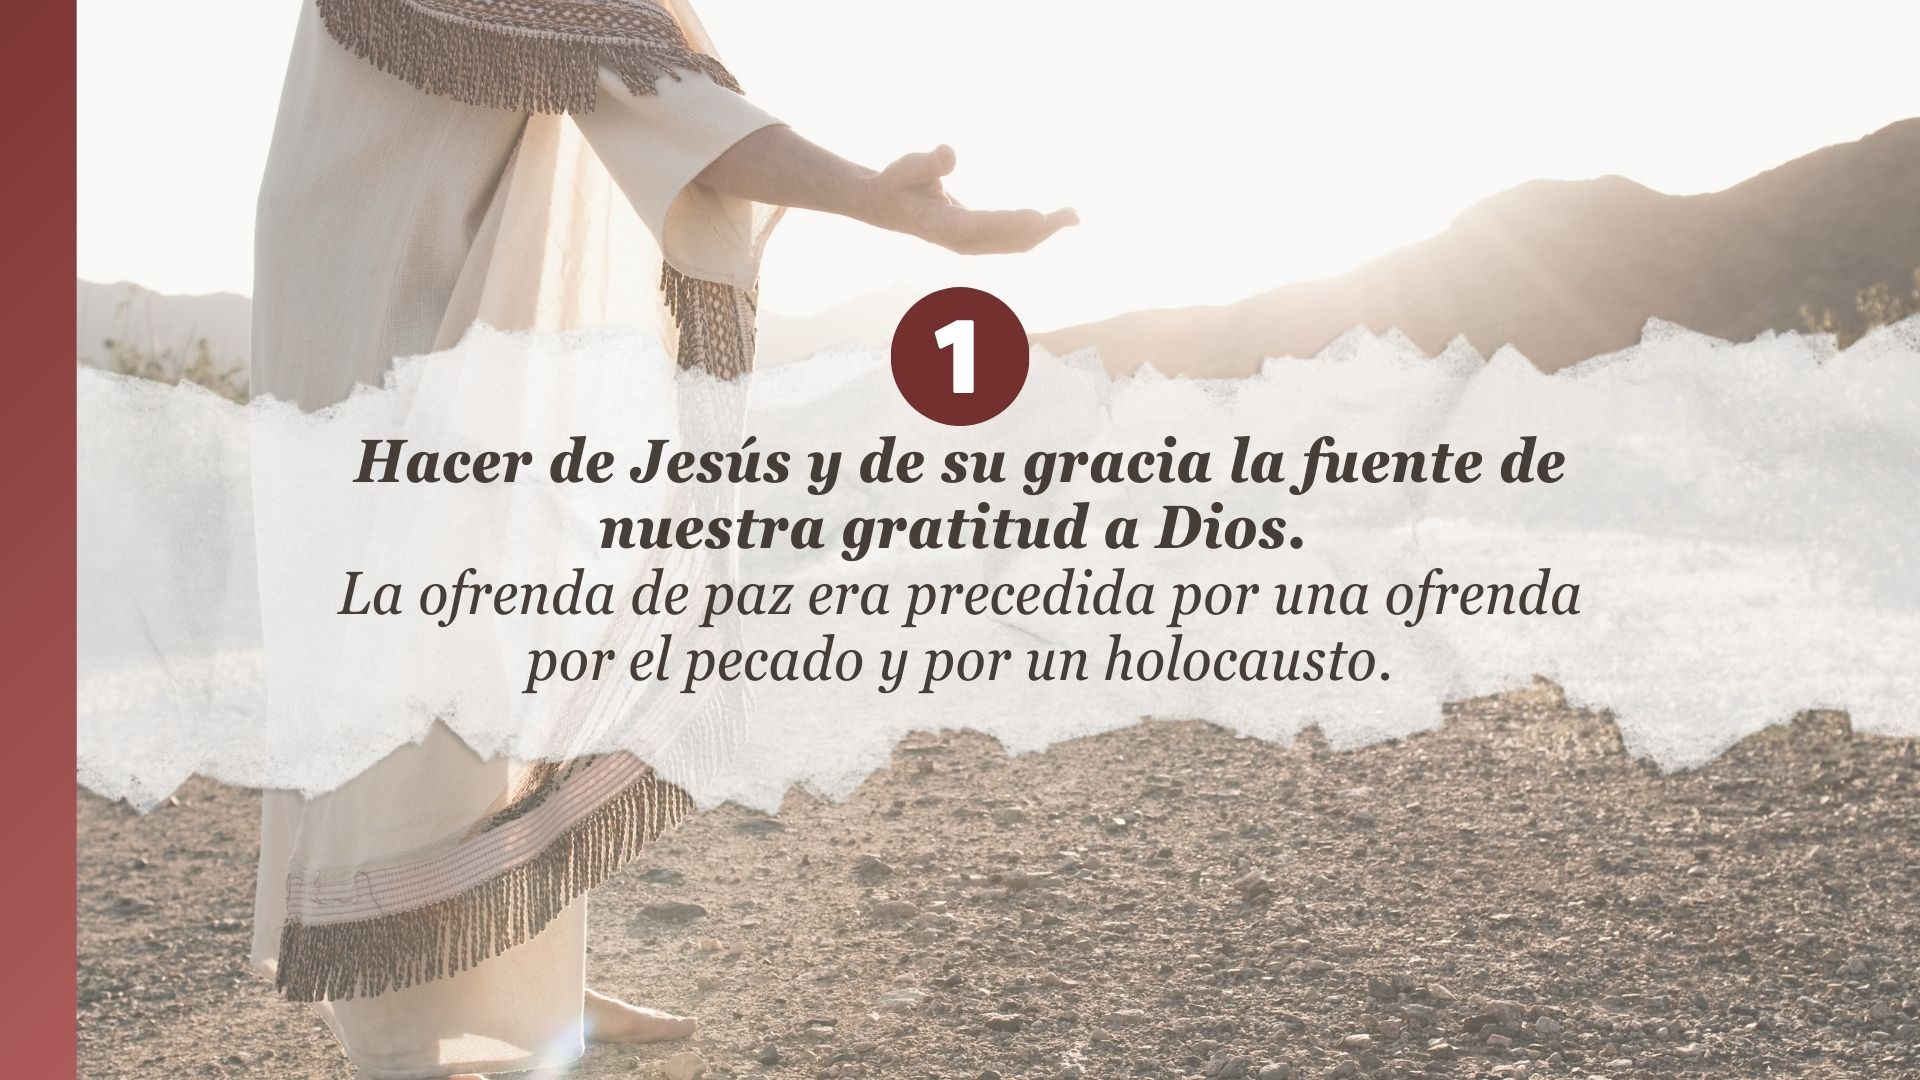 1
Hacer de Jesús y de su gracia la fuente de
nuestra gratitud a Dios.
La ofrenda de paz era precedida por una ofrenda
por el pecado y por un holocausto.